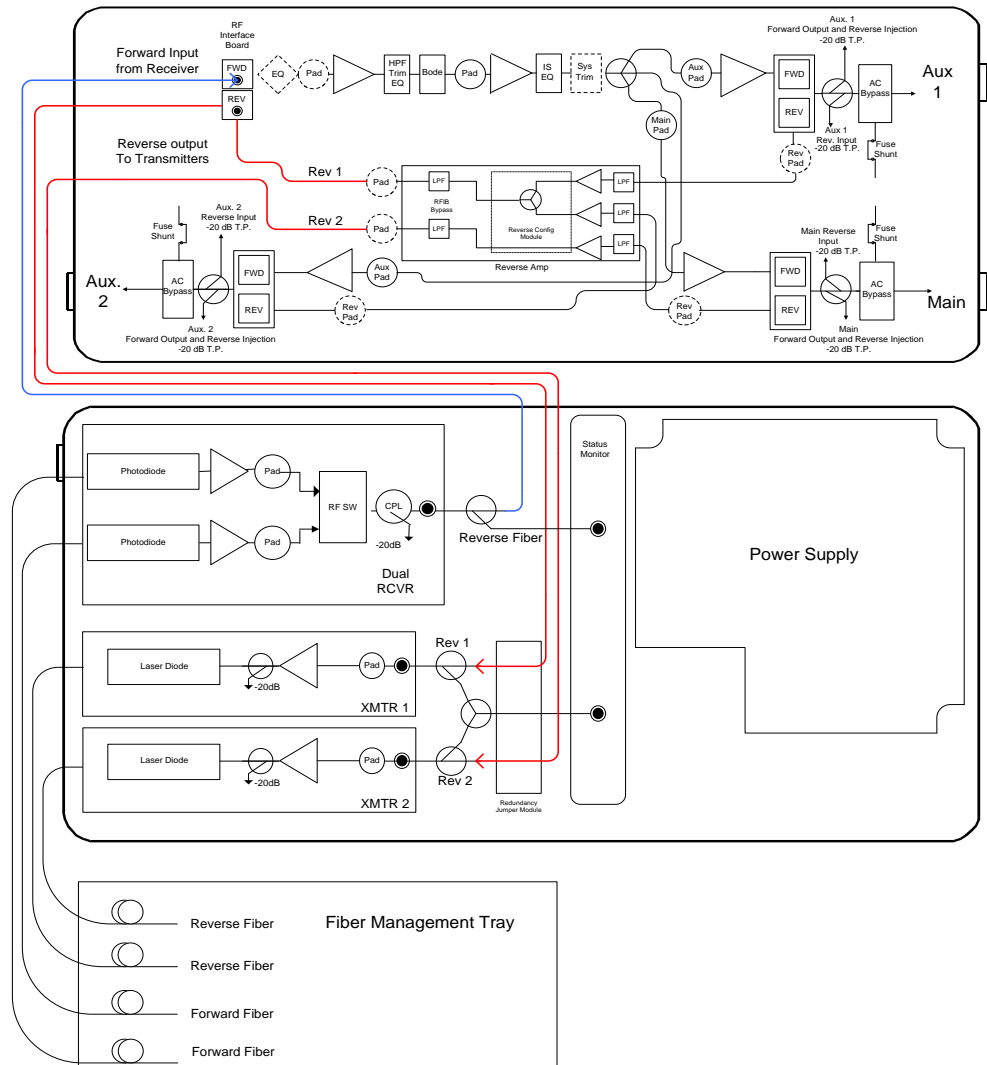 RF
Interface
Board
Forward Input
from Receiver
FWD
REV
EQ
Pad
HPF
Trim
EQ
Bode
Pad
IS
EQ
Sys
Trim
Aux
Pad
Main
Pad
FWD
REV
Aux. 1
Forward Output and Reverse Injection
-20 dB T.P.
AC
Bypass
Aux
1
Aux 1
Rev. Input
-20 dB T.P.
Rev
Pad
Fuse
Shunt
Reverse output
To Transmitters
Rev 1
Pad
LPF
RFIB
Bypass
LPF
Rev 2
Pad
LPF
LPF
LPF
Reverse Config
Module
Reverse Amp
Aux. 2
Reverse Input
-20 dB T.P.
Fuse
Shunt
AC
Bypass
Aux.
2
FWD
REV
Aux
Pad
Rev
Pad
Aux. 2
Forward Output and Reverse Injection
-20 dB T.P.
Rev
Pad
FWD
REV
Main Reverse
Input
-20 dB T.P.
Fuse
Shunt
AC
Bypass
Main
Main
Forward Output and Reverse Injection
-20 dB T.P.
Photodiode
Pad
Photodiode
Pad
RF SW
CPL
-20dB
Dual
RCVR
Reverse Fiber
Status
Monitor
Power Supply
Laser Diode
-20dB
Pad
XMTR 1
Rev 1
Laser Diode
-20dB
Pad
XMTR 2
Rev 2
Redundancy
Jumper Module
Fiber Management Tray
Reverse Fiber
Reverse Fiber
Forward Fiber
Forward Fiber